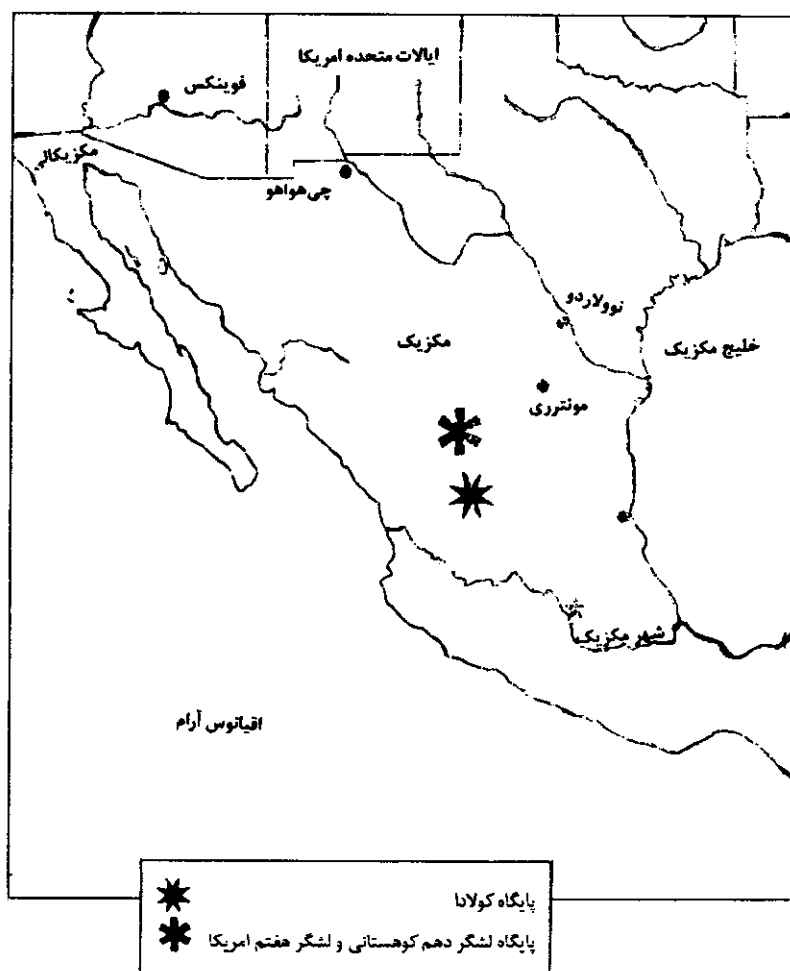 ایالات متحده امریکا
فوینکس
مکزیکالی
چی‌هواهو
نوولاردو
خلیج مکزیک
مکزیک
مونترری
شهر مکزیک
اقیانوس آرام
پایگاه کولادا
پایگاه لشگر دهم کوهستانی و لشگر هفتم امریکا